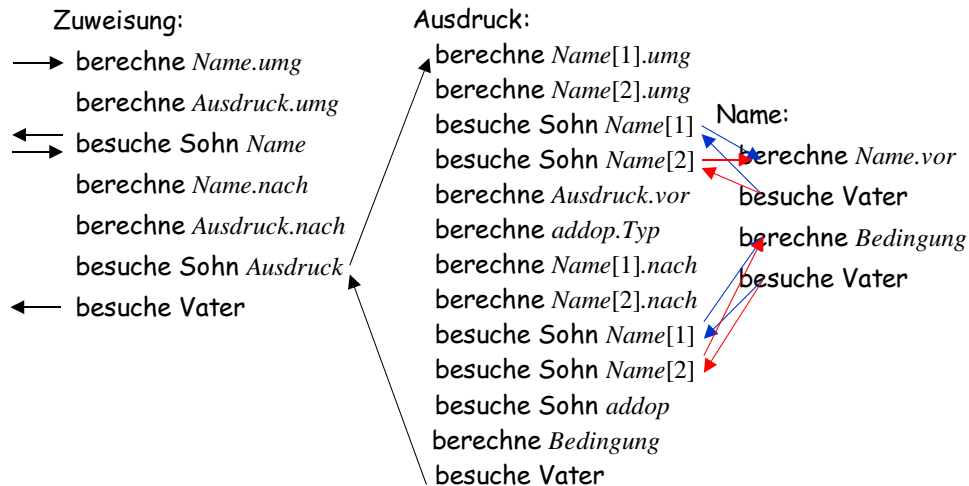 Zuweisung:
berechne Name.umg
berechne Ausdruck.umg
besuche Sohn Name
berechne Name.nach
berechne Ausdruck.nach
besuche Sohn Ausdruck
besuche Vater
Ausdruck:
berechne Name[1].umg
berechne Name[2].umg
besuche Sohn Name[1]
besuche Sohn Name[2]
berechne Ausdruck.vor
berechne addop.Typ
berechne Name[1].nach
berechne Name[2].nach
besuche Sohn Name[1]
besuche Sohn Name[2]
besuche Sohn addop
berechne Bedingung
besuche Vater
Name:
berechne Name.vor
besuche Vater
berechne Bedingung
besuche Vater